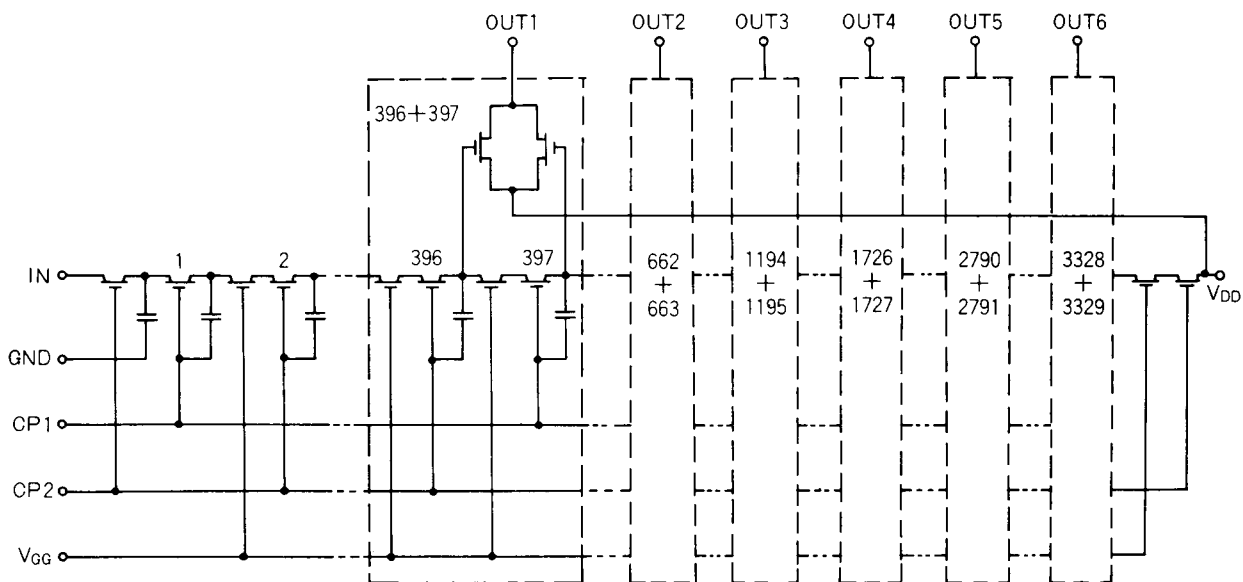 OUT1 OUT2 OUT3 OUT4 OUT5 OUT6
396+397
IN 1 2 396 397
662
+
663
1194
+
1195
1726
+
1727
2790
+
2791
3328
+
3329
VDD
GND
CP1
CP2
VGG